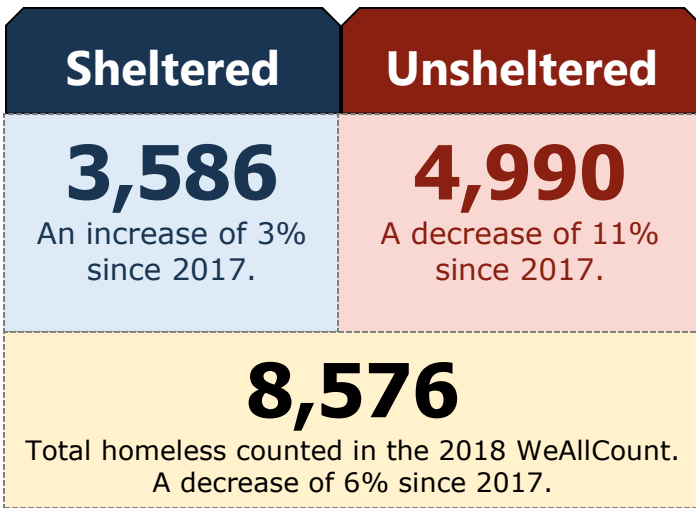 Sheltered
Unsheltered
3,586
An increase of 3%
since 2017.
4,990
A decrease of 11%
since 2017.
8,576
Total homeless counted in the 2018 WeAllCount.
A decrease of 6% since 2017.